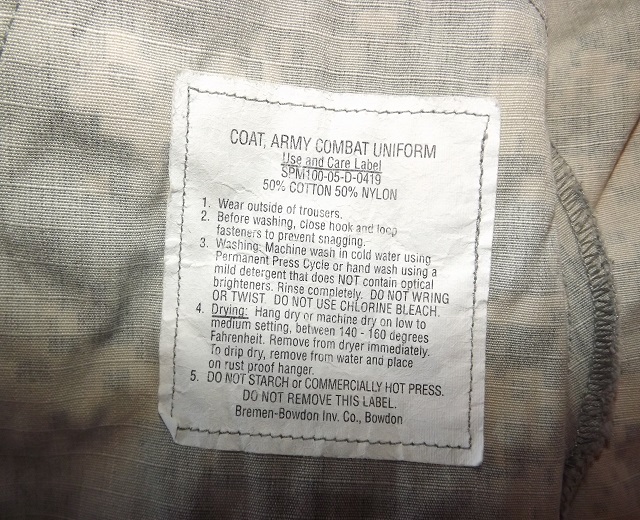 COAT, ARMY COMBAT UNIFORM
Use and Care Label
SPM100-05-D-0419
50% COTTON 50% NYLON
1. Wear outside of trousers.
2. Before washing, close hook and loop
fasteners to prevent snagging.
3. Washing: Machine wash in cold water using
Permanent Press Cycle or hand wash using a
mild detergent that does NOT contain optical
brighteners. Rinse completely. DO NOT WRING
OR TWIST. DO NOT USE CHLORINE BLEACH.
4. Drying: Hang dry or machine dry on low to
medium setting, between 140 - 160 degrees
Fahrenheit. Remove from dryer immediately.
To drip dry, remove from water and place
on rust proof hanger.
5. DO NOT STARCH or COMMERCIALLY HOT PRESS.
DO NOT REMOVE THIS LABEL.
Bremen-Bowdon Inv. Co., Bowdon